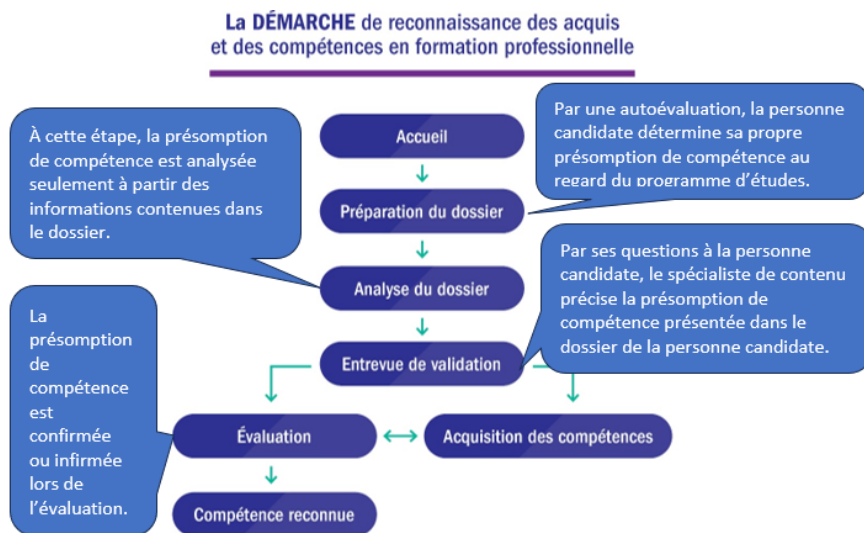 La DÉMARCHE de reconnaissance des acquis
et des compétences en formation professionnelle
À cette étape, la présomption
de compétence est analysée
seulement à partir des
informations contenues dans
le dossier.
Accueil
Par une autoévaluation, la personne
candidate détermine sa propre
présomption de compétence au
regard du programme d’études.
Préparation du dossier
Analyse du dossier
Par ses questions à la personne
candidate, le spécialiste de contenu
précise la présomption de
compétence présentée dans le
dossier de la personne candidate.
Entrevue de validation
La
présomption
de
compétence
est
confirmée
ou infirmée
lors de
l’évaluation.
Évaluation
Acquisition des compétences
Compétence reconnue